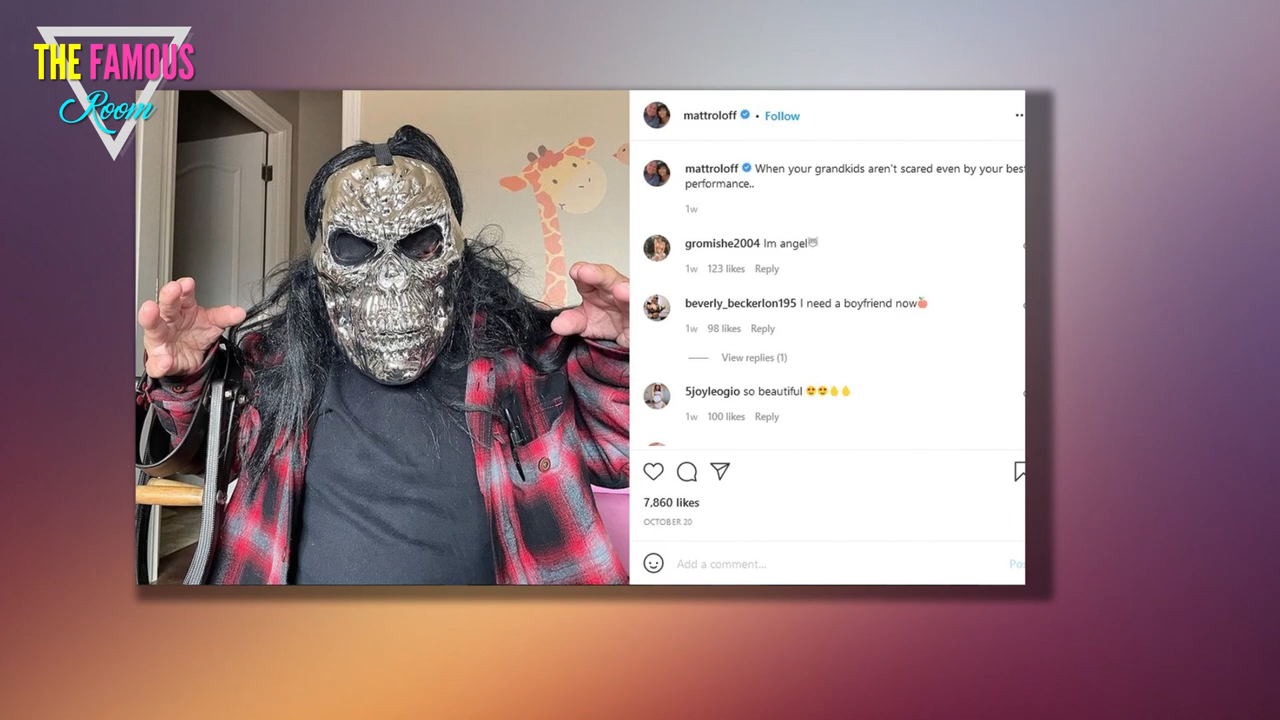 THE FAMOUS
Room
mattroloff • Follow
mattroloff When your grandkids aren't scared even by your best
performance..
1w
gromishe2004 Im angel
1w 123 likes Reply
beverly_beckerlon195 I need a boyfriend now🍑
1w 98 likes Reply
View replies (1)
5joyleogio so beautiful 😍😍✋✋
1w 100 likes Reply
7,860 likes
OCTOBER 20
Add a comment...